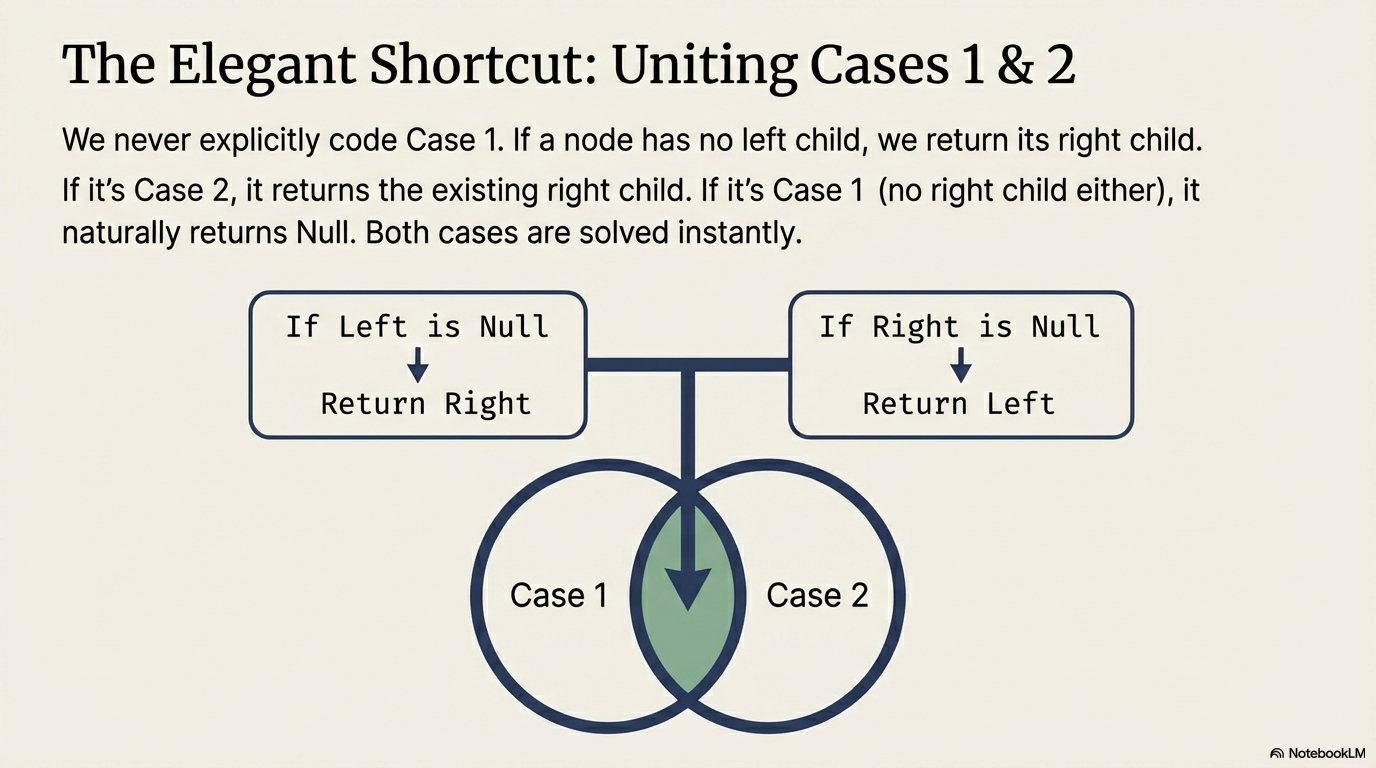 The Elegant Shortcut: Uniting Cases 1 & 2
We never explicitly code Case 1. If a node has no left child, we return its right child.
If it’s Case 2, it returns the existing right child. If it’s Case 1 (no right child either), it
naturally returns Null. Both cases are solved instantly.
If Left is Null
Return Right
If Right is Null
Return Left
Case 1
Case 2
NotebookLM